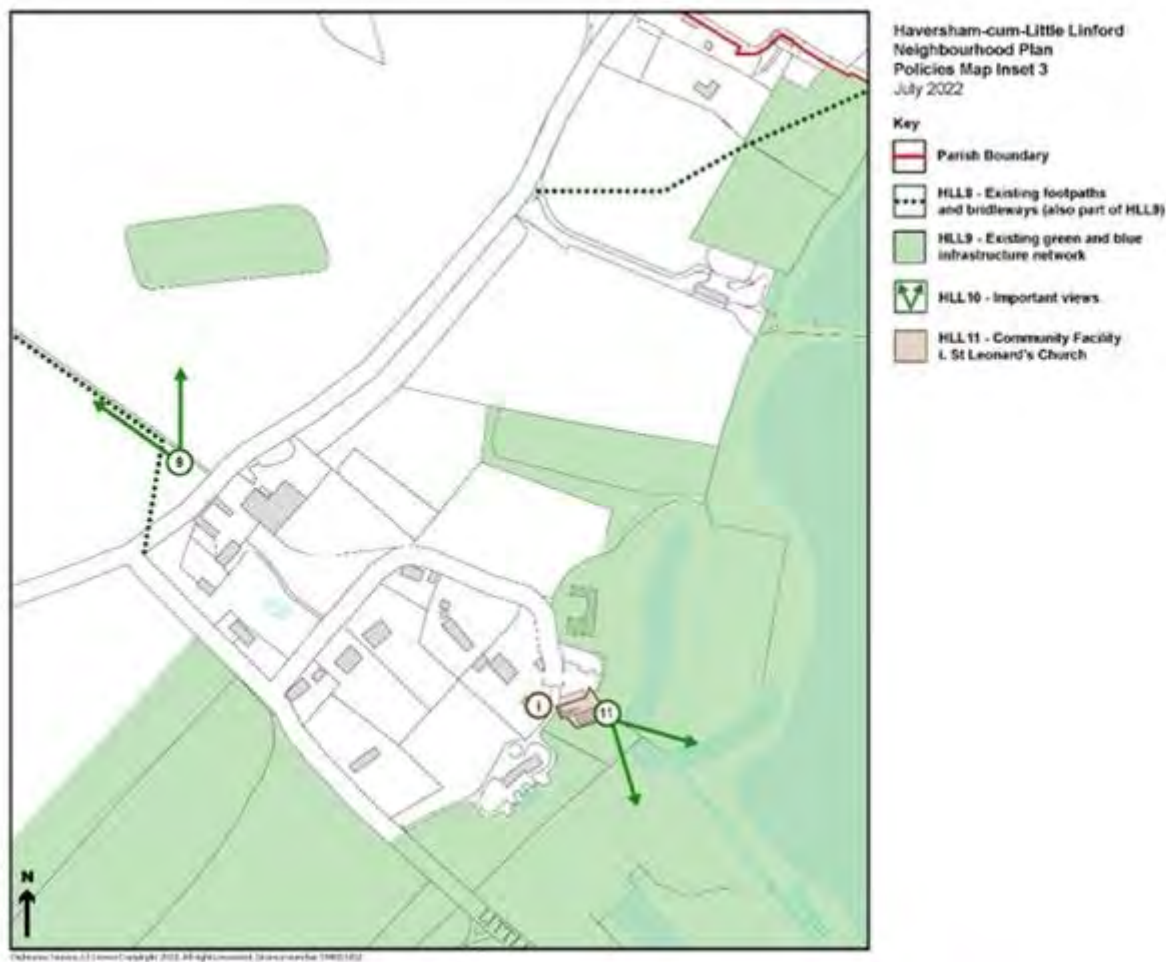 Haversham-cum-Little Linford
Neighbourhood Plan
Policies Map Inset 3
July 2022
Key
Parish Boundary
HLL8 - Existing footpaths
and bridleways (also part of HLL9)
HLL9 - Existing green and blue
infrastructure network
HLL10 - Important views
HLL11 - Community Facility
i. St Leonard's Church
9
i
11
N
LITTL